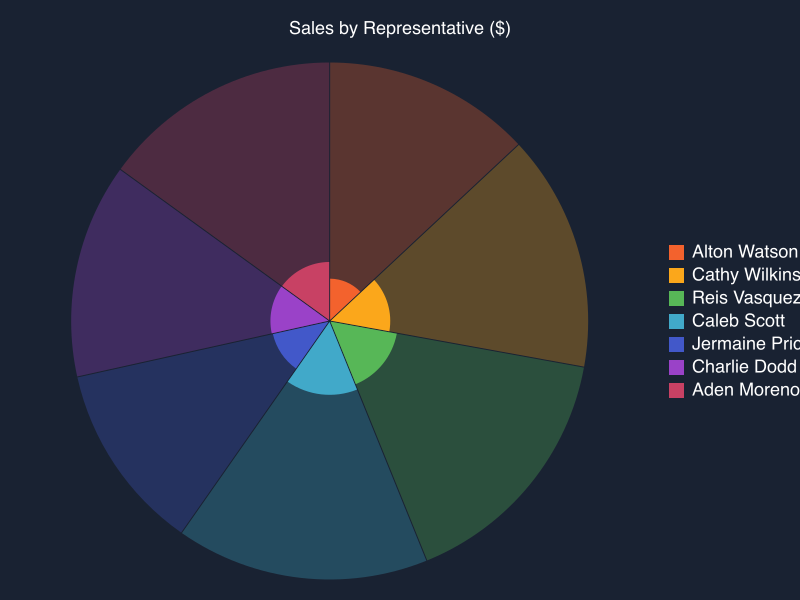 Sales by Representative ($)
Alton Watson
Cathy Wilkins
Reis Vasquez
Caleb Scott
Jermaine Pric
Charlie Dodd
Aden Moreno